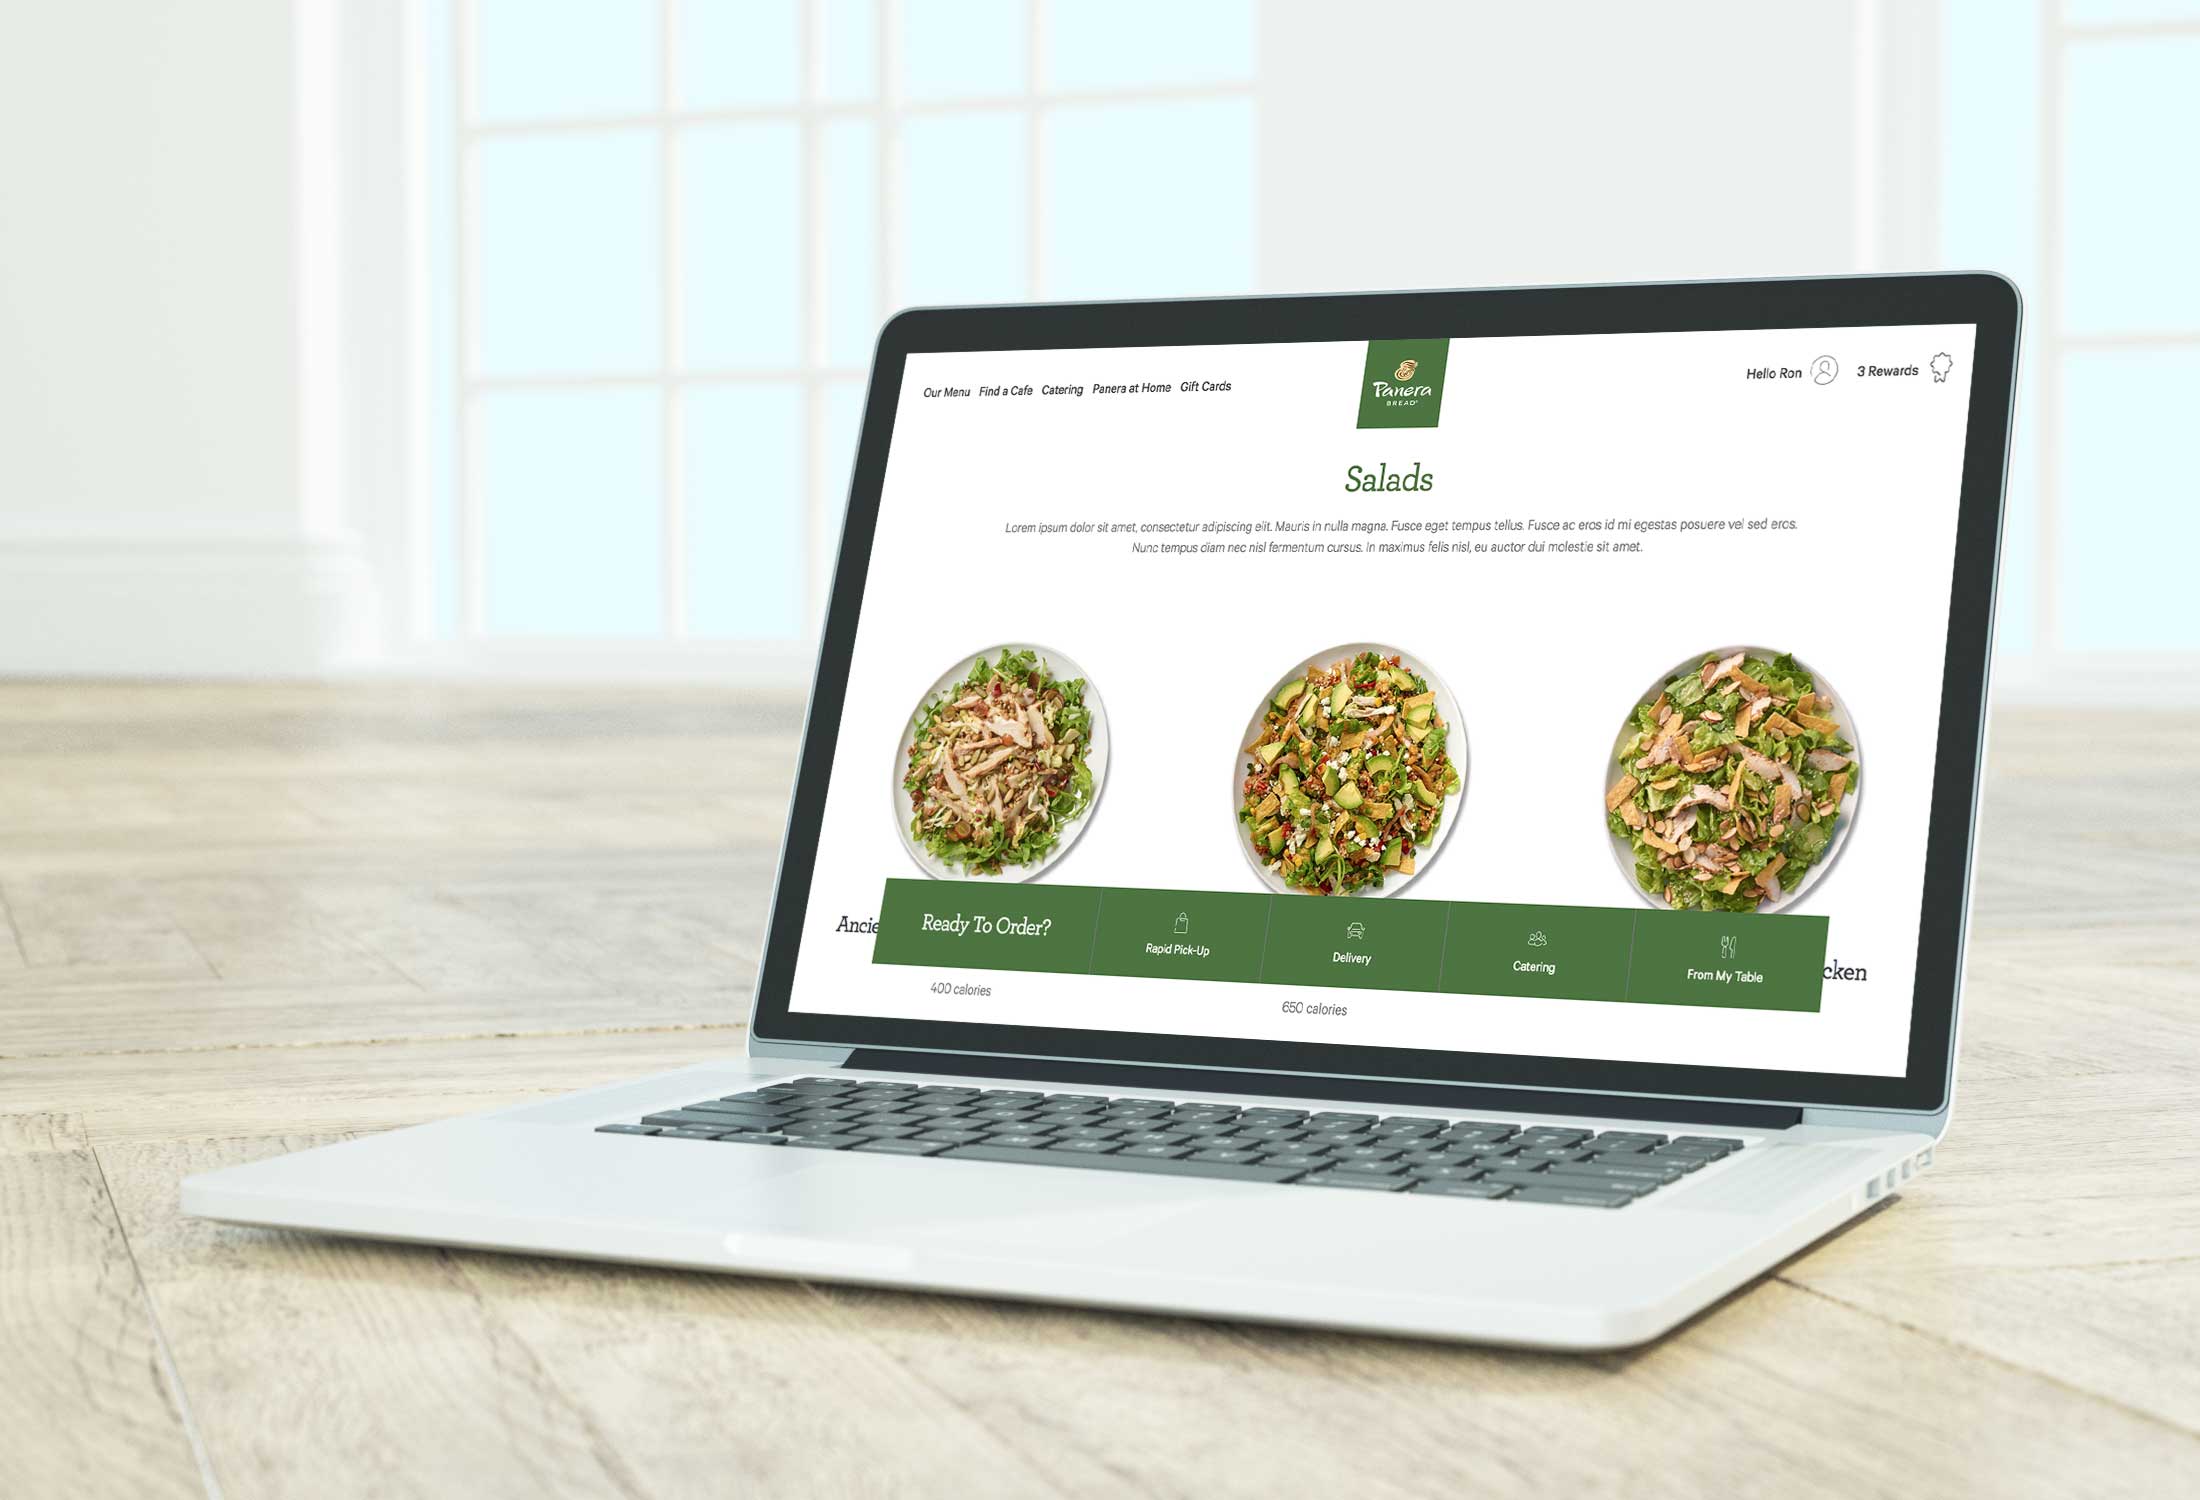 Our Menu Find a Cafe Catering Panera at Home Gift Cards
Panera
BREAD®
Hello Ron
3 Rewards
Salads
Lorem ipsum dolor sit amet, consectetur adipiscing elit. Mauris in nulla magna. Fusce eget tempus tellus. Fusce ac eros id mi egestas posuere vel sed eros.
Nunc tempus diam nec nisl fermentum cursus. In maximus felis nisl, eu auctor dui molestie sit amet.
Ancie
Ready To Order?
Rapid Pick-Up
Delivery
Catering
From My Table
cken
400 calories
650 calories